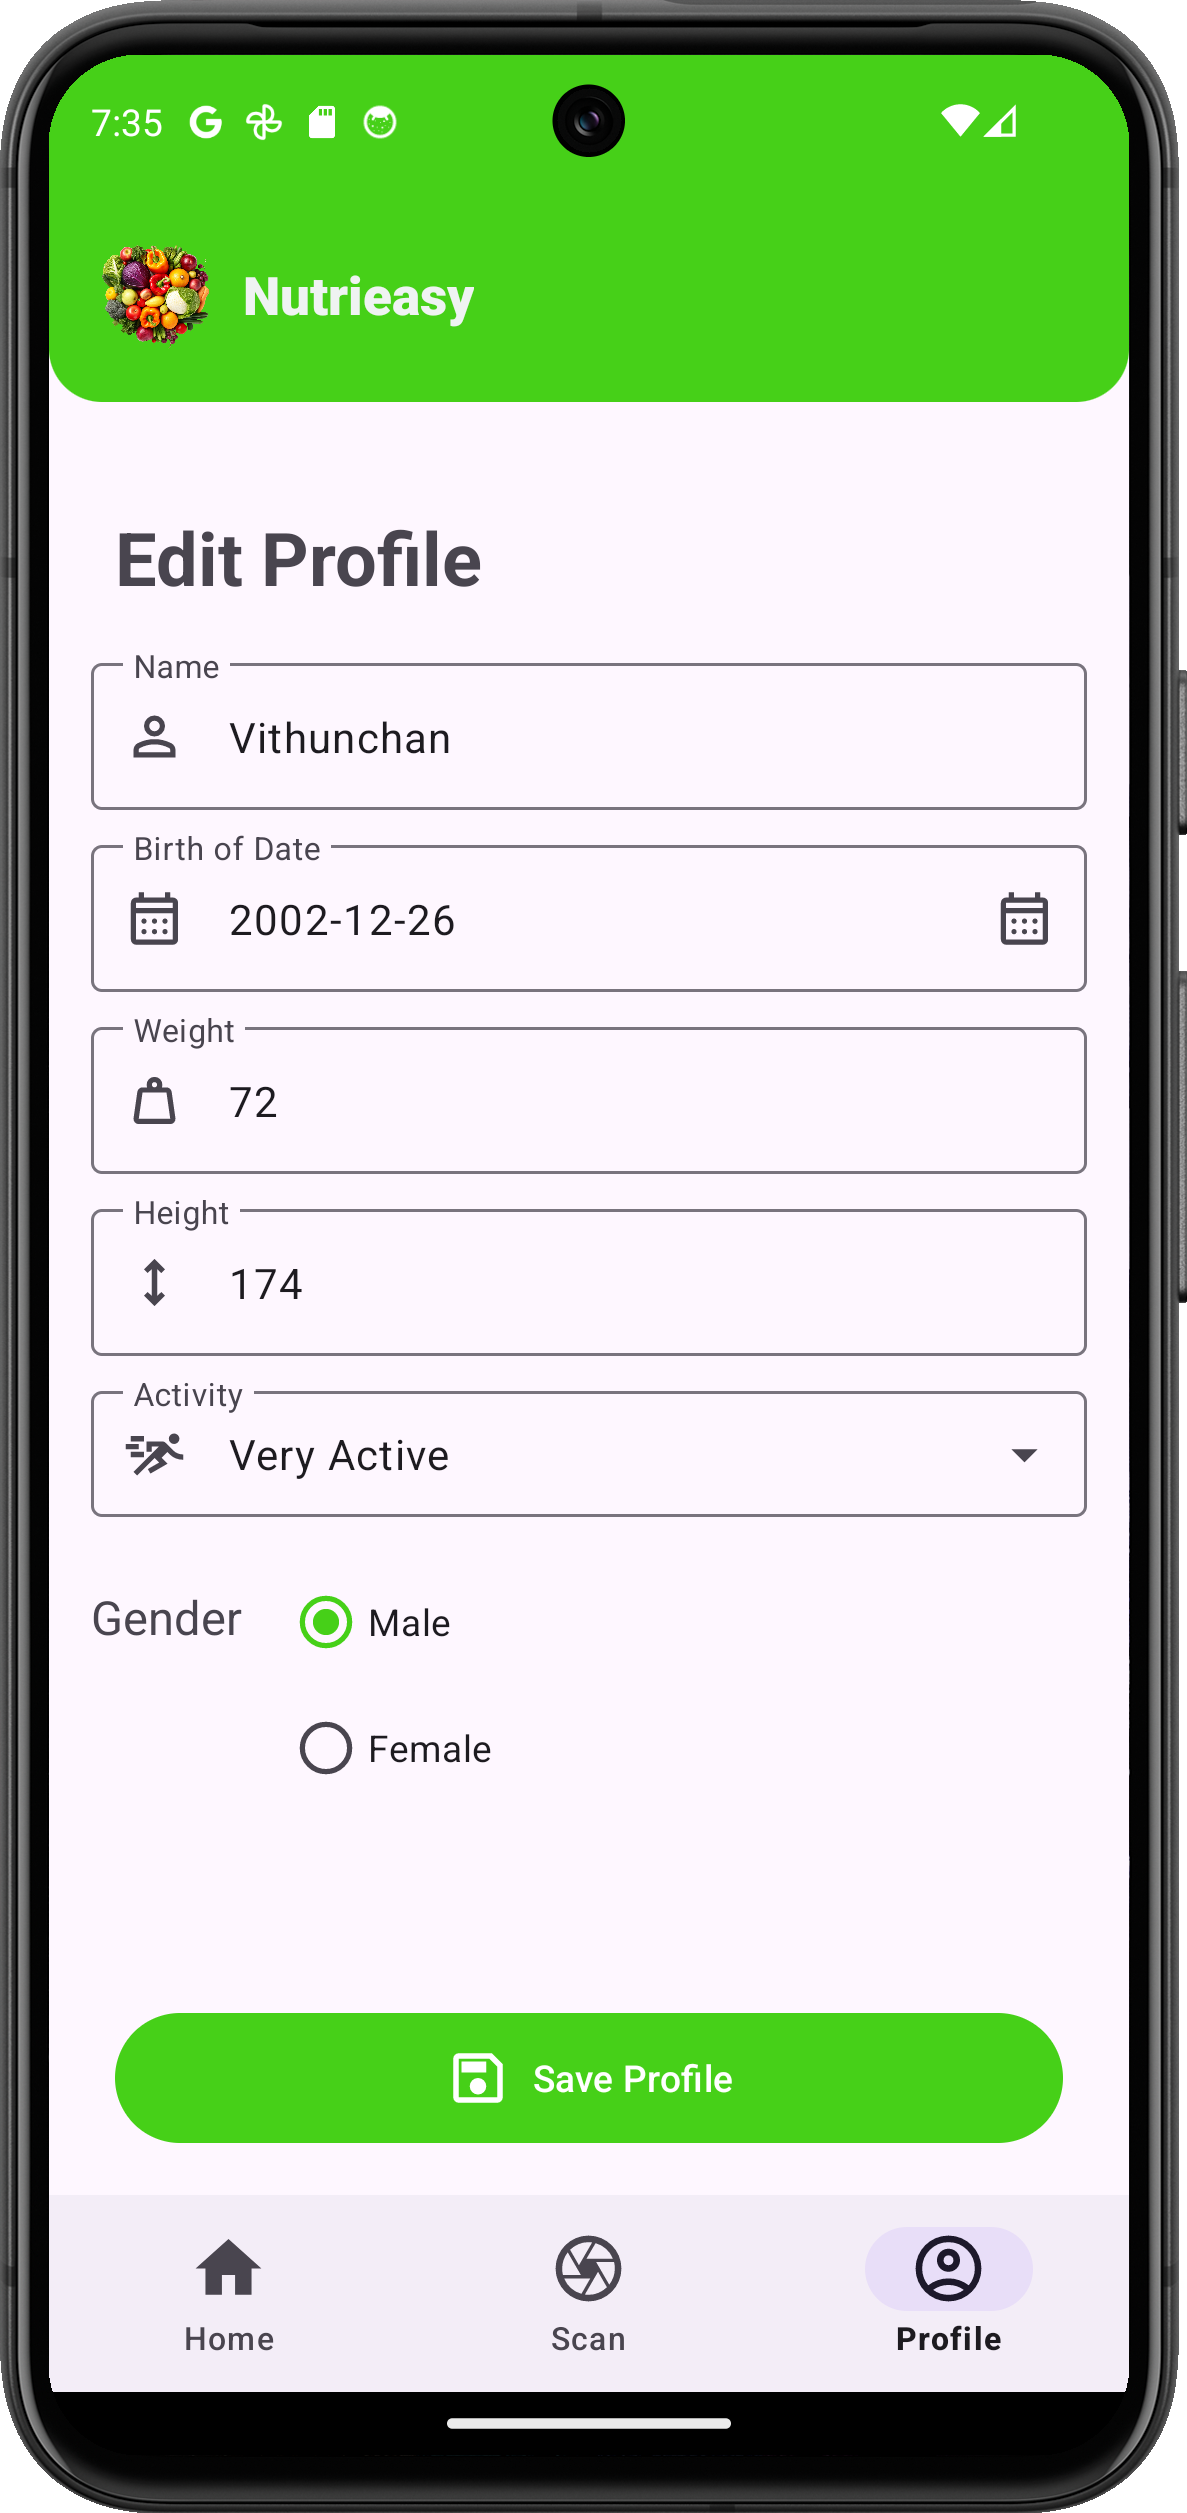 7:35
Nutrieasy
Edit Profile
Name
Vithunchan
Birth of Date
2002-12-26
Weight
72
Height
174
Activity
Very Active
Gender
Male
Female
Save Profile
Home
Scan
Profile